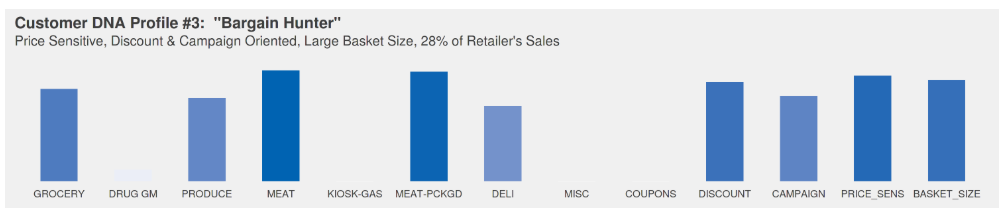 Customer DNA Profile #3: "Bargain Hunter"
Price Sensitive, Discount & Campaign Oriented, Large Basket Size, 28% of Retailer's Sales
GROCERY DRUG GM PRODUCE MEAT KIOSK-GAS MEAT-PCKGD DELI MISC COUPONS DISCOUNT CAMPAIGN PRICE_SENS BASKET_SIZE